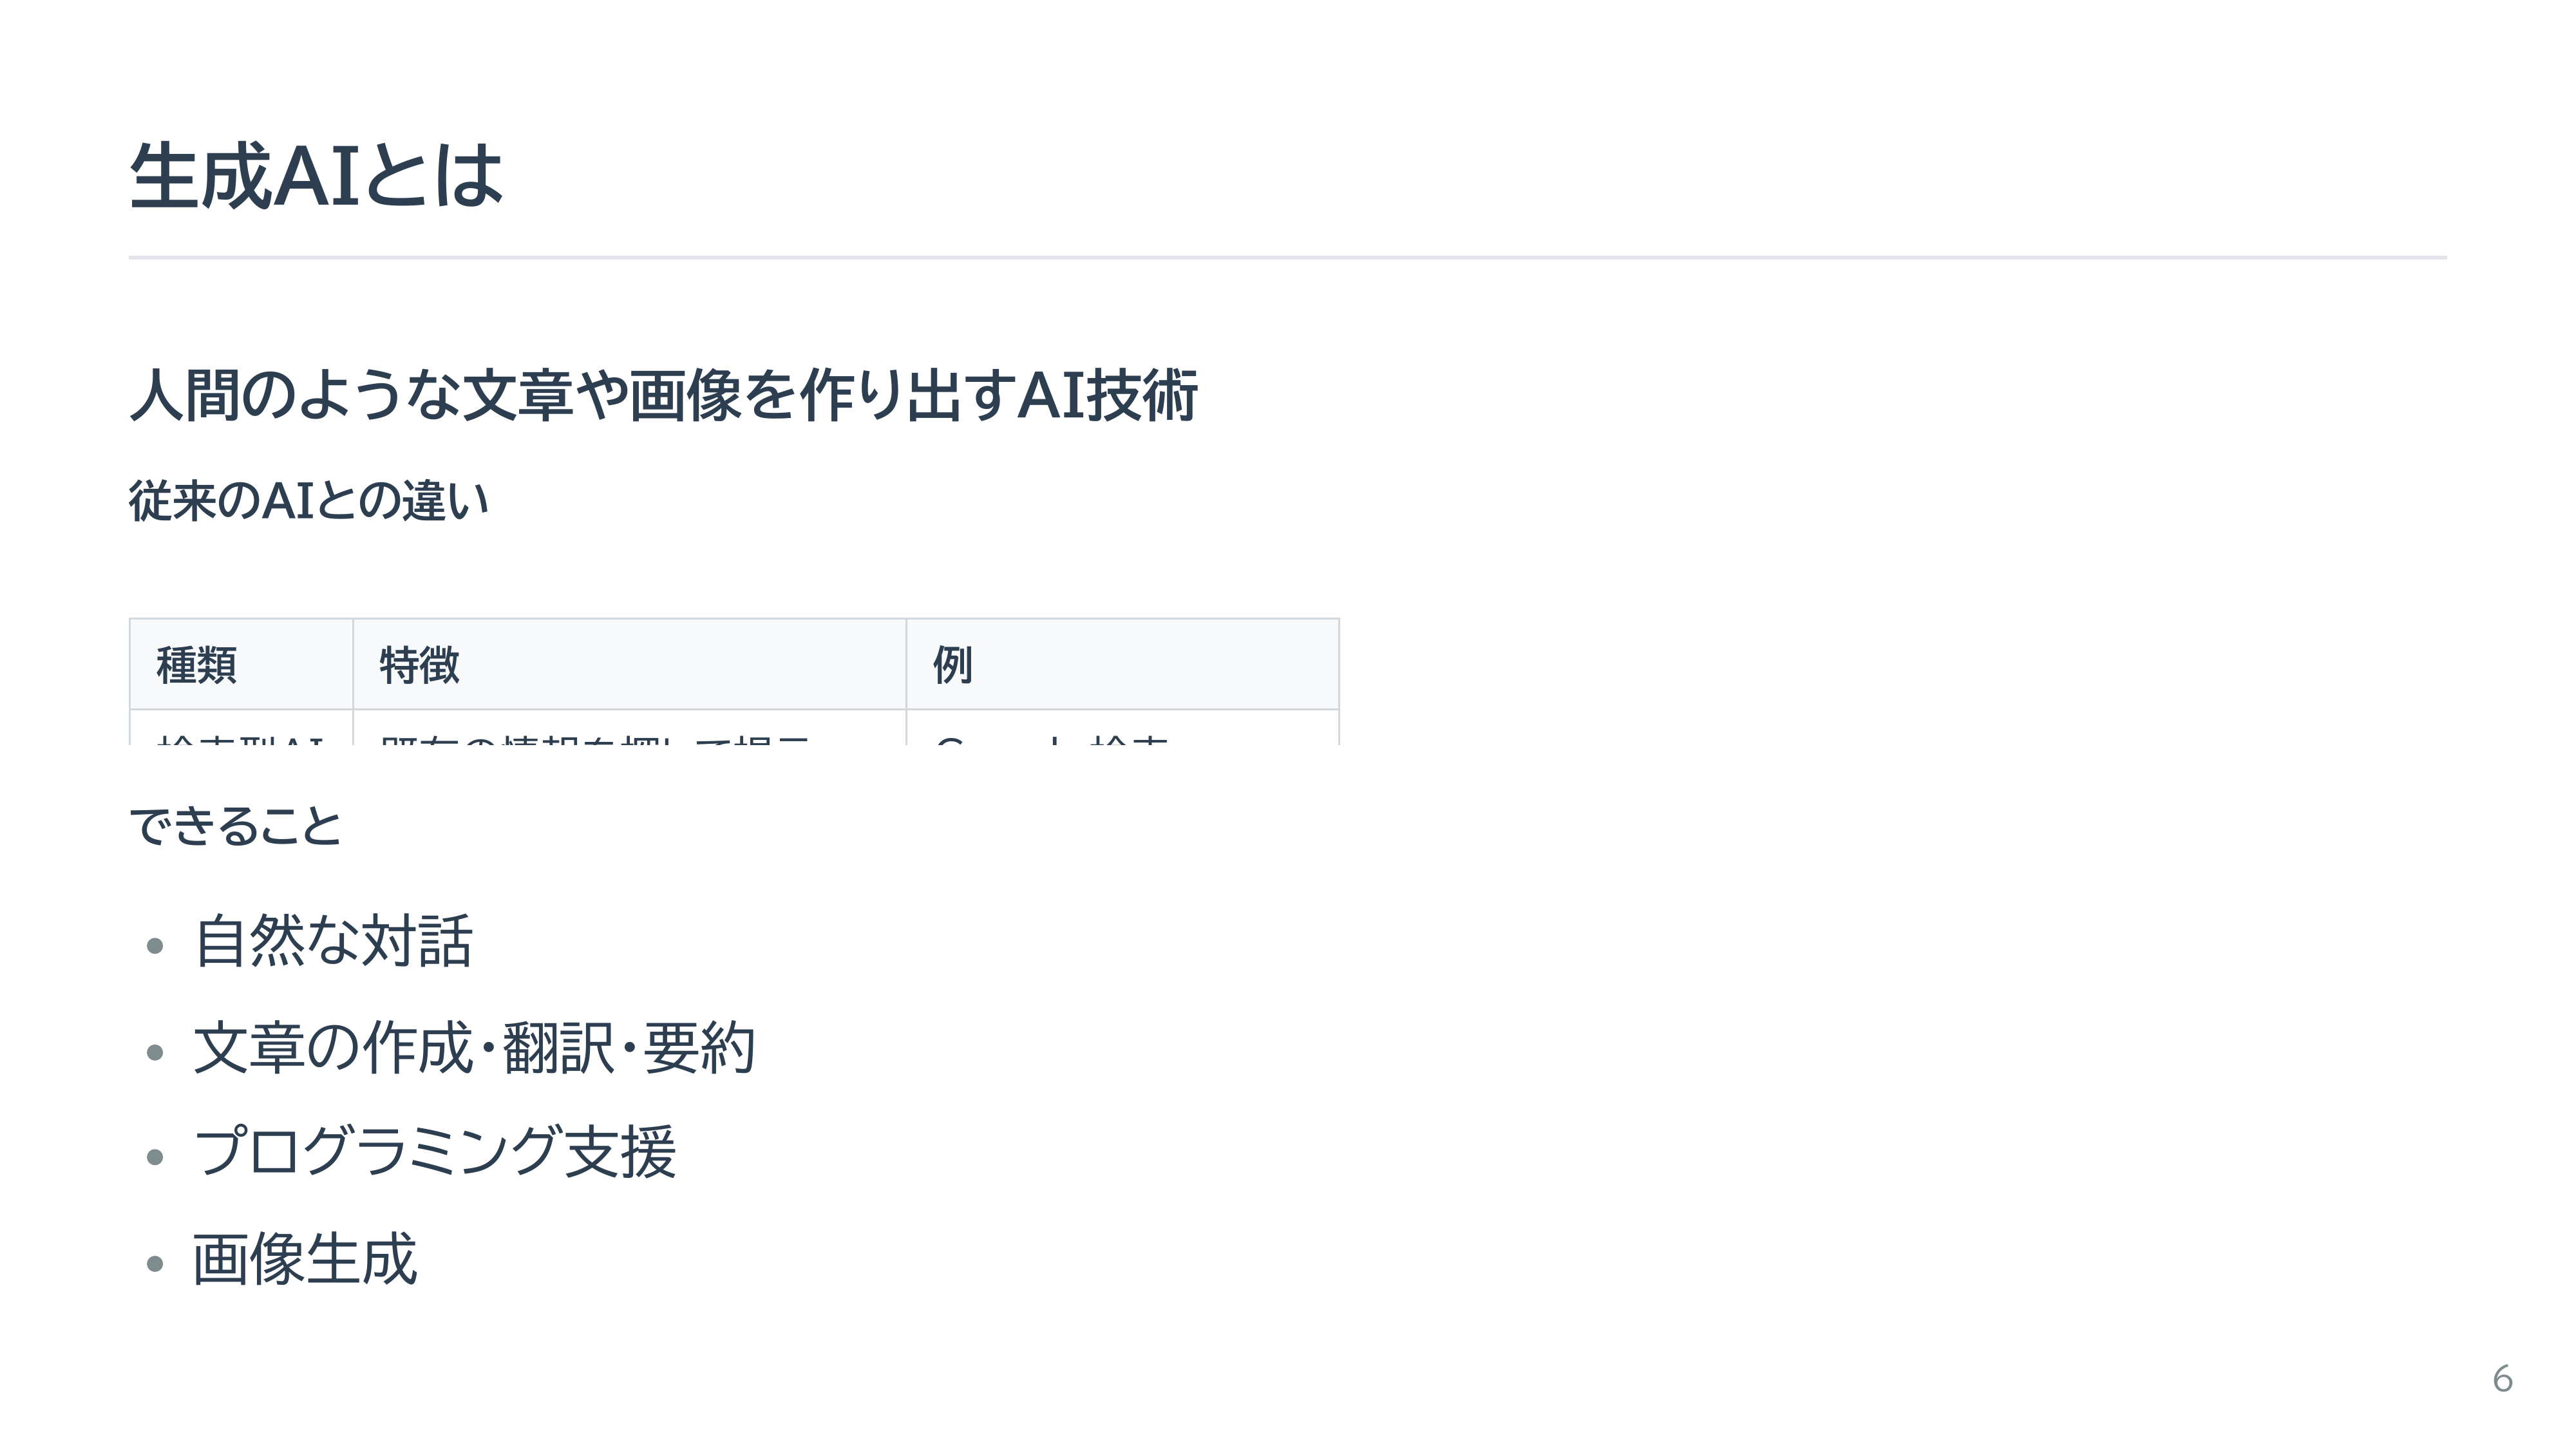 生成AIとは
人間のような文章や画像を作り出すAI技術
従来のAIとの違い
種類 特徴 例
できること
自然な対話
文章の作成・翻訳・要約
プログラミング支援
画像生成
6